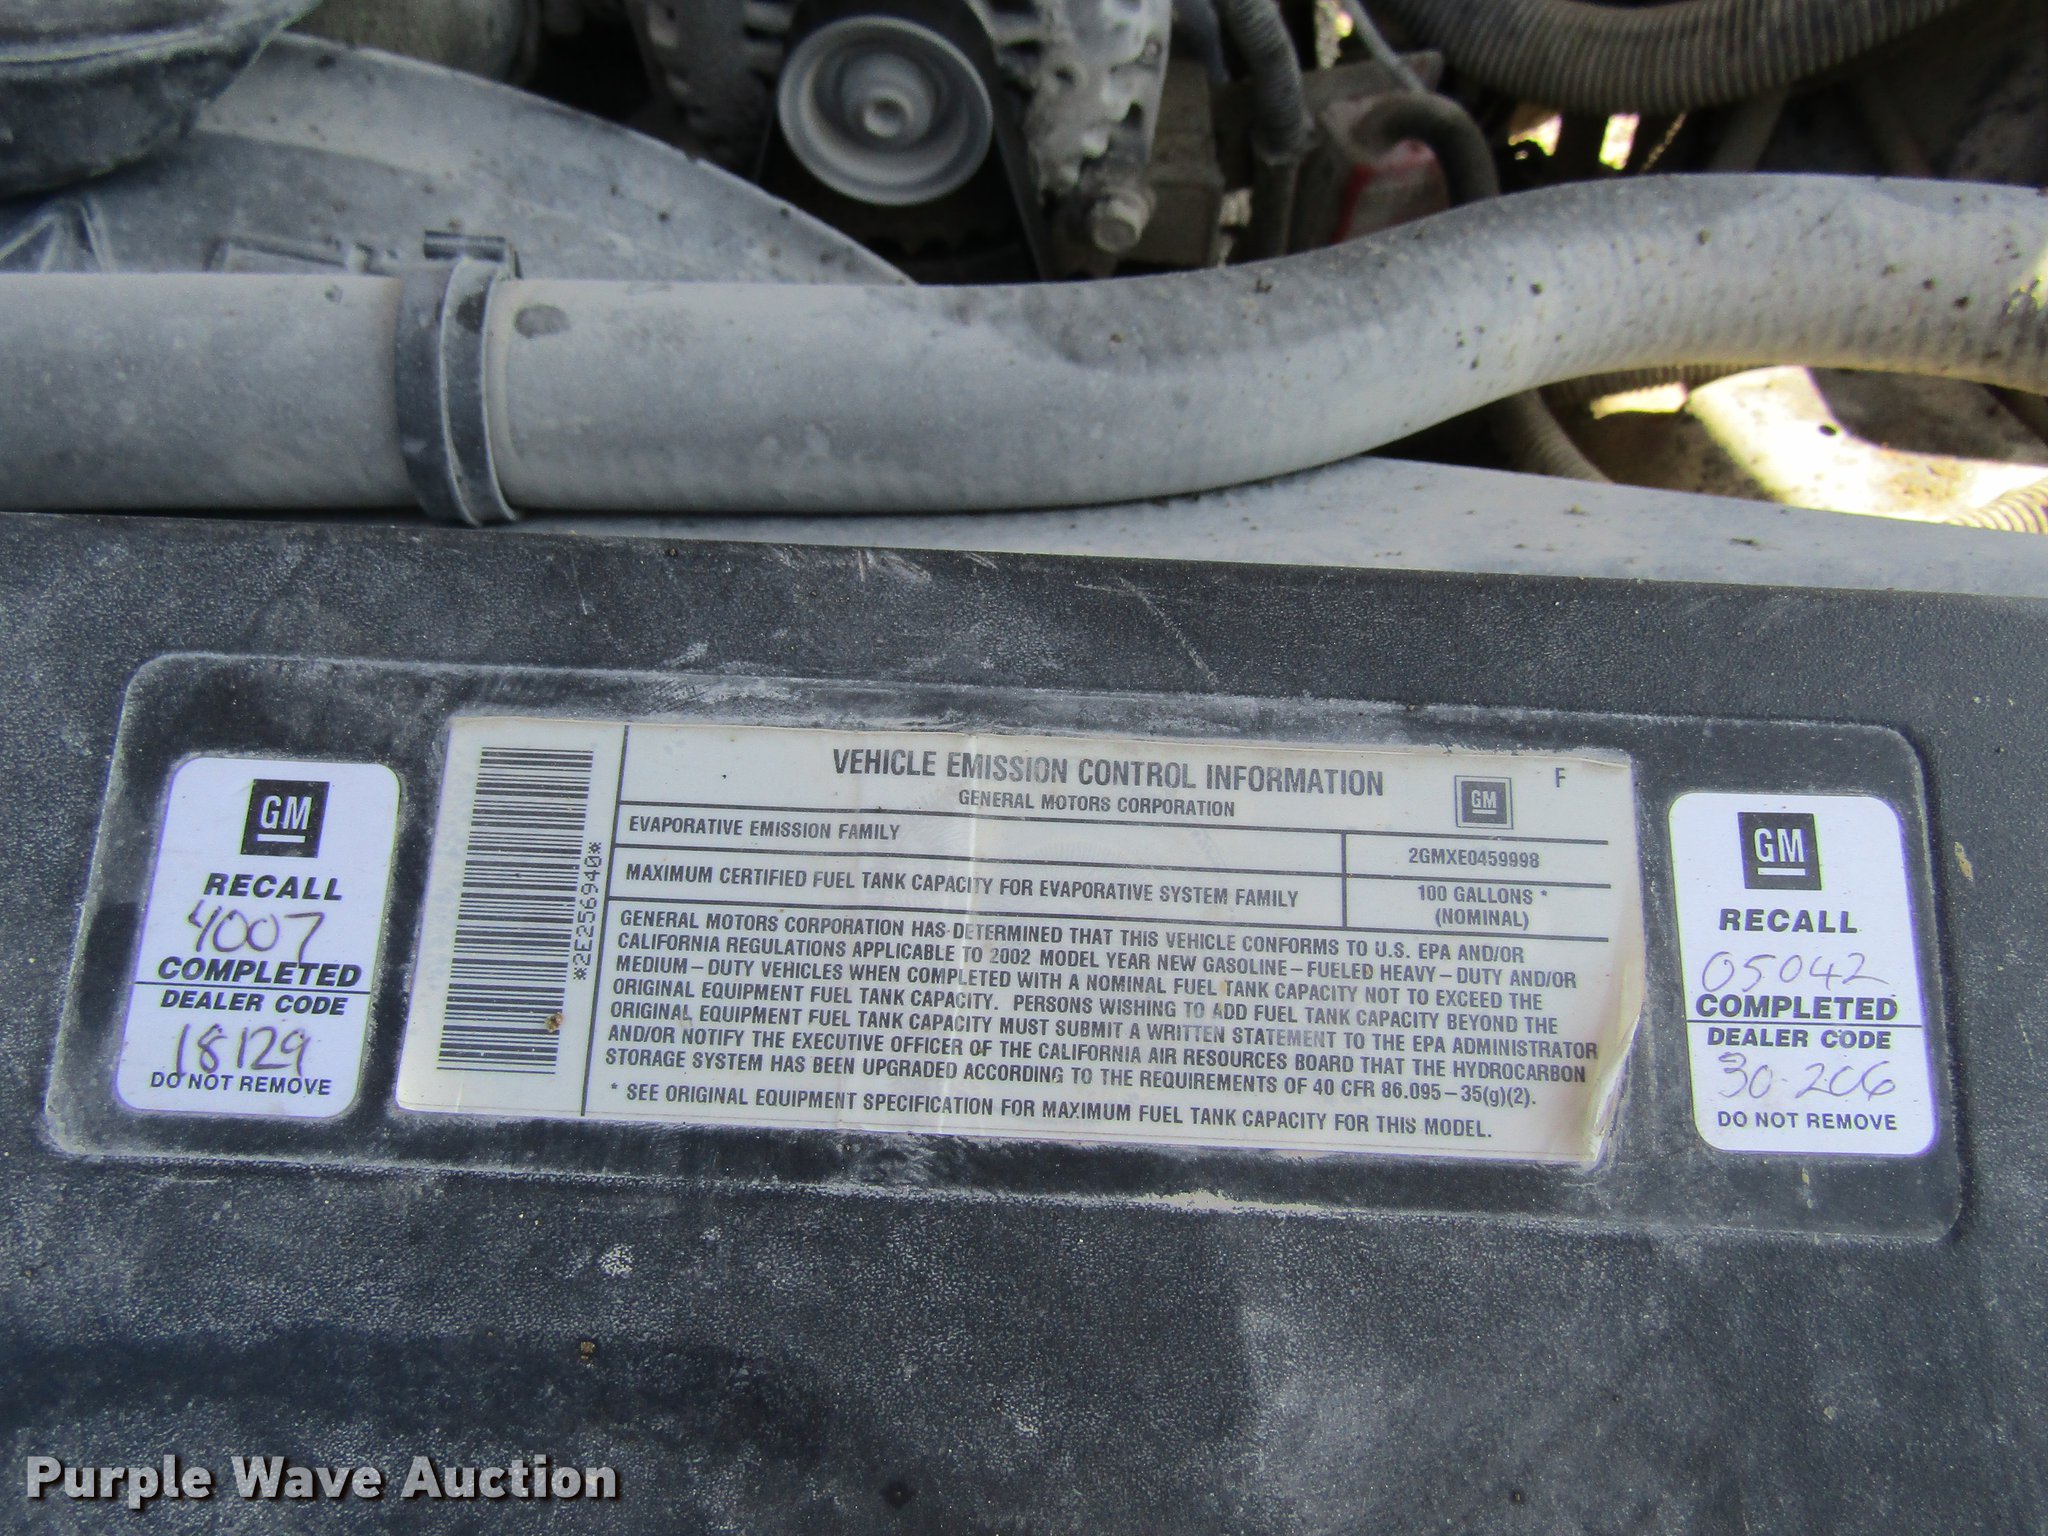 GM
RECALL
4007
COMPLETED
DEALER CODE
18129
DO NOT REMOVE
*2E256940*
VEHICLE EMISSION CONTROL INFORMATION
GENERAL MOTORS CORPORATION
GM
F
EVAPORATIVE EMISSION FAMILY
2GMXE0459998
MAXIMUM CERTIFIED FUEL TANK CAPACITY FOR EVAPORATIVE SYSTEM FAMILY
100 GALLONS *
(NOMINAL)
GENERAL MOTORS CORPORATION HAS DETERMINED THAT THIS VEHICLE CONFORMS TO U.S. EPA AND/OR
CALIFORNIA REGULATIONS APPLICABLE TO 2002 MODEL YEAR NEW GASOLINE-FUELED HEAVY-DUTY AND/OR
MEDIUM-DUTY VEHICLES WHEN COMPLETED WITH A NOMINAL FUEL TANK CAPACITY NOT TO EXCEED THE
ORIGINAL EQUIPMENT FUEL TANK CAPACITY. PERSONS WISHING TO ADD FUEL TANK CAPACITY BEYOND THE
ORIGINAL EQUIPMENT FUEL TANK CAPACITY MUST SUBMIT A WRITTEN STATEMENT TO THE EPA ADMINISTRATOR
AND/OR NOTIFY THE EXECUTIVE OFFICER OF THE CALIFORNIA AIR RESOURCES BOARD THAT THE HYDROCARBON
STORAGE SYSTEM HAS BEEN UPGRADED ACCORDING TO THE REQUIREMENTS OF 40 CFR 86.095-35(g)(2).
* SEE ORIGINAL EQUIPMENT SPECIFICATION FOR MAXIMUM FUEL TANK CAPACITY FOR THIS MODEL.
GM
RECALL
05042
COMPLETED
DEALER CODE
30-206
DO NOT REMOVE
Purple Wave Auction